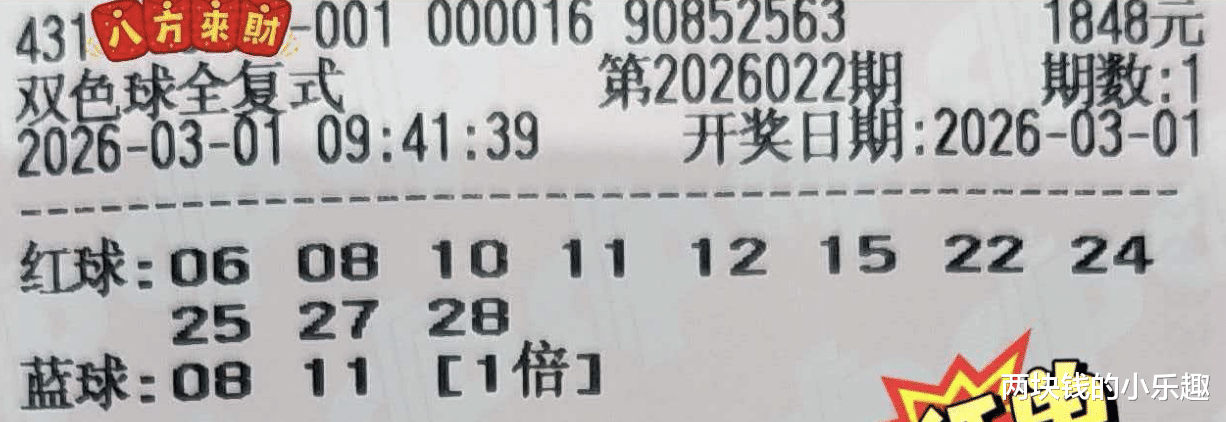 431 八方来財 -001 000016 90852563 1848元
双色球全复式 第2026022期 期数:1
2026-03-01 09:41:39 开奖日期:2026-03-01
红球:06 08 10 11 12 15 22 24
25 27 28
蓝球:08 11 [1倍]
两块钱的小乐趣